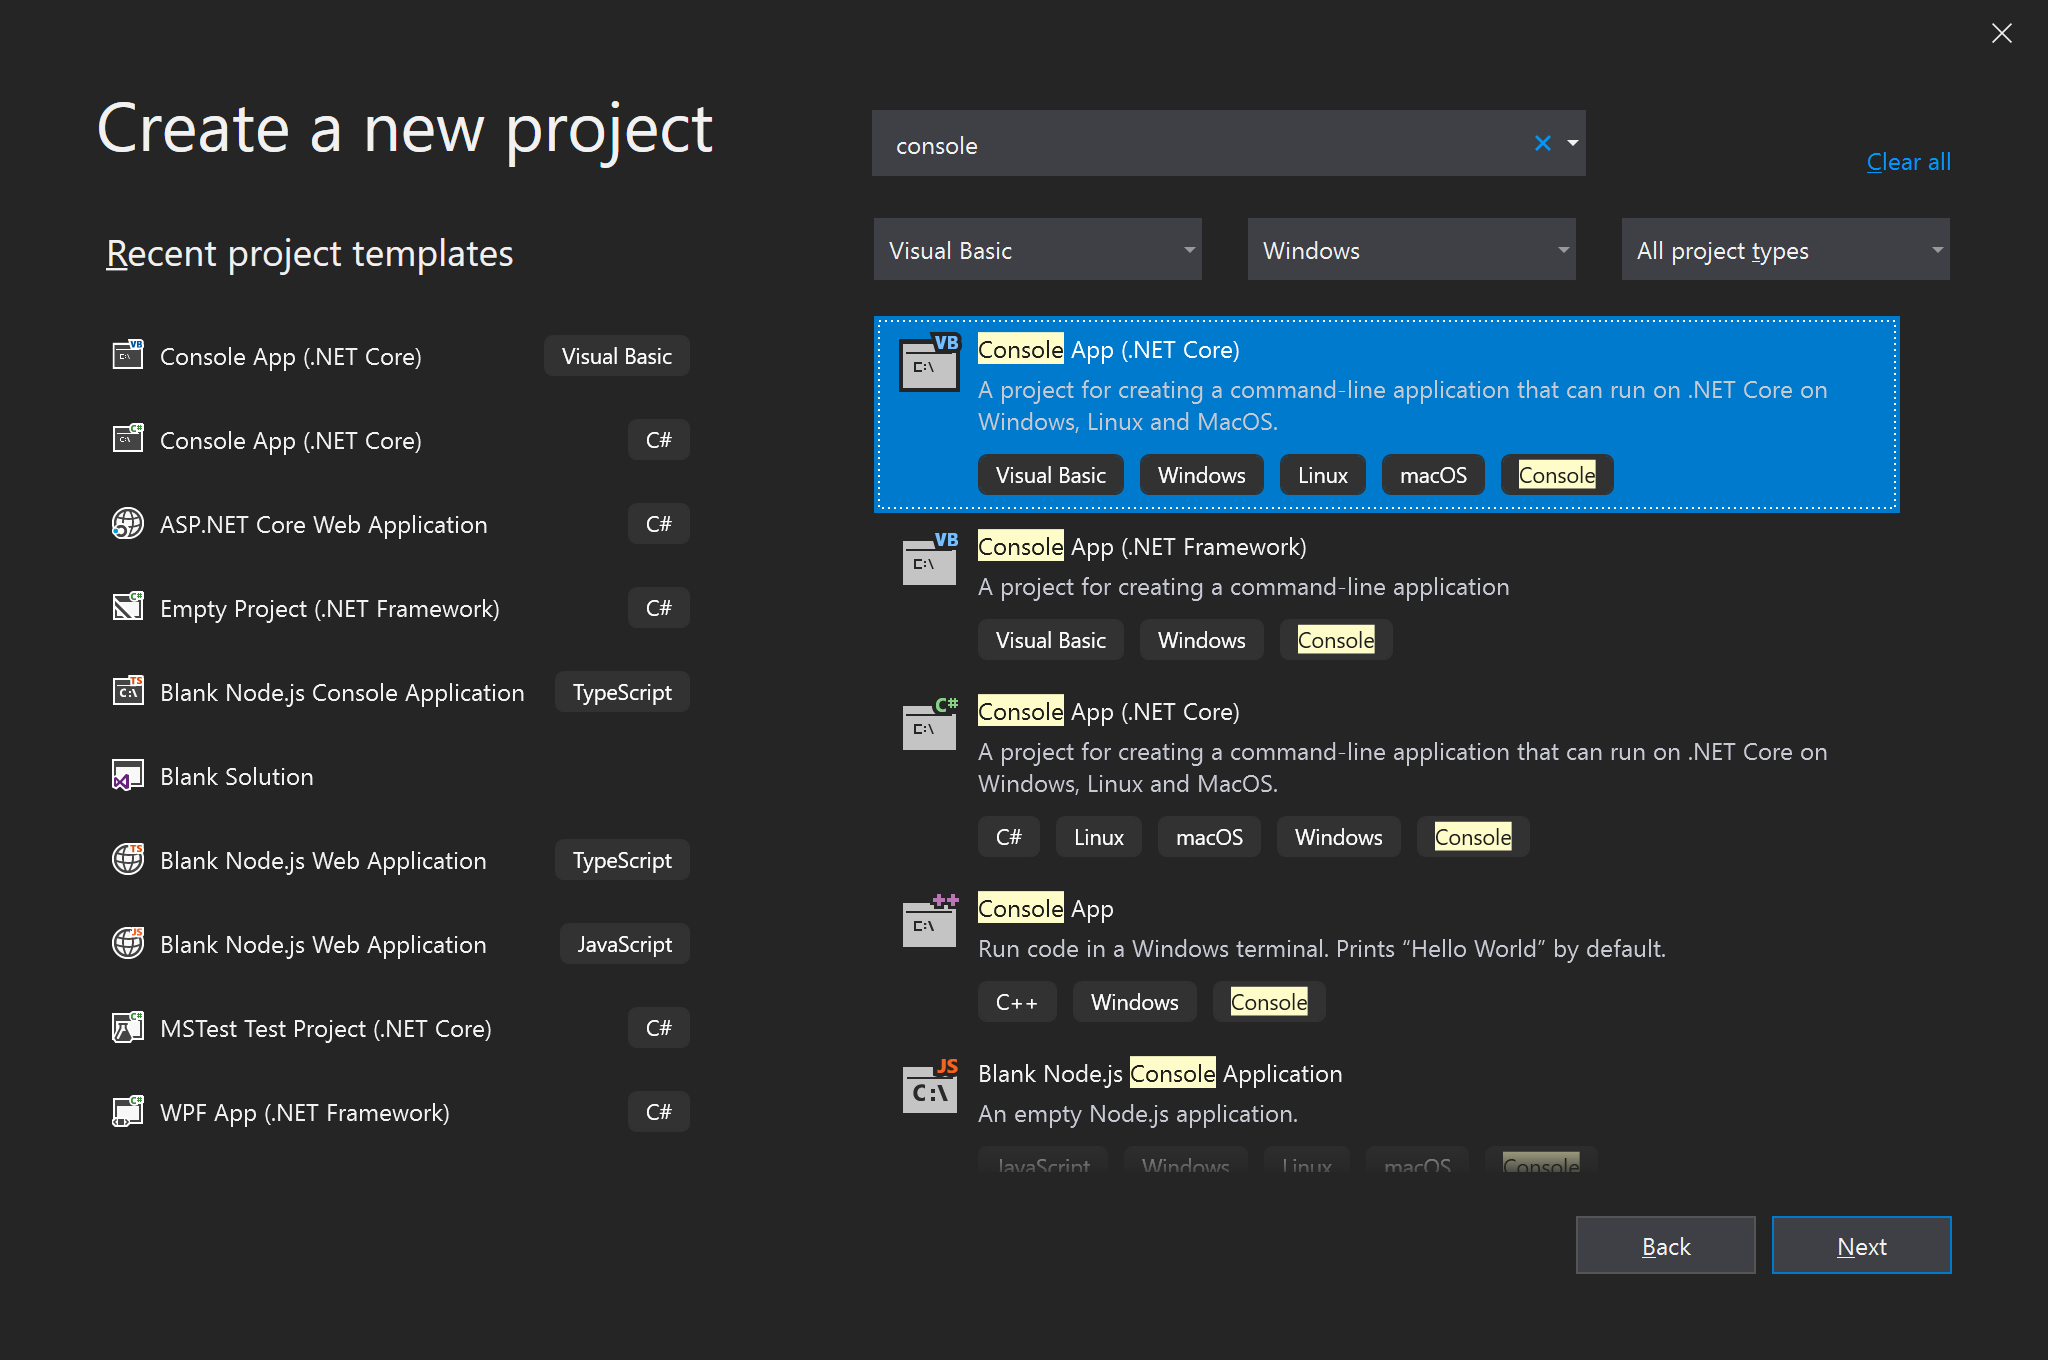 Create a new project
Recent project templates
Console App (.NET Core)
Visual Basic
Console App (.NET Core)
C#
ASP.NET Core Web Application
C#
Empty Project (.NET Framework)
C#
Blank Node.js Console Application
TypeScript
Blank Solution
Blank Node.js Web Application
TypeScript
Blank Node.js Web Application
JavaScript
MSTest Test Project (.NET Core)
C#
WPF App (.NET Framework)
C#
console
Clear all
Visual Basic
Windows
All project types
VB
C:\
Console App (.NET Core)
A project for creating a command-line application that can run on .NET Core on
Windows, Linux and MacOS.
Visual Basic Windows Linux macOS Console
VB
C:\
Console App (.NET Framework)
A project for creating a command-line application
Visual Basic Windows Console
C#
C:\
Console App (.NET Core)
A project for creating a command-line application that can run on .NET Core on
Windows, Linux and MacOS.
C# Linux macOS Windows Console
++
C:\
Console App
Run code in a Windows terminal. Prints “Hello World” by default.
C++ Windows Console
JS
C:\
Blank Node.js Console Application
An empty Node.js application.
JavaScript Windows Linux macOS Console
Back
Next